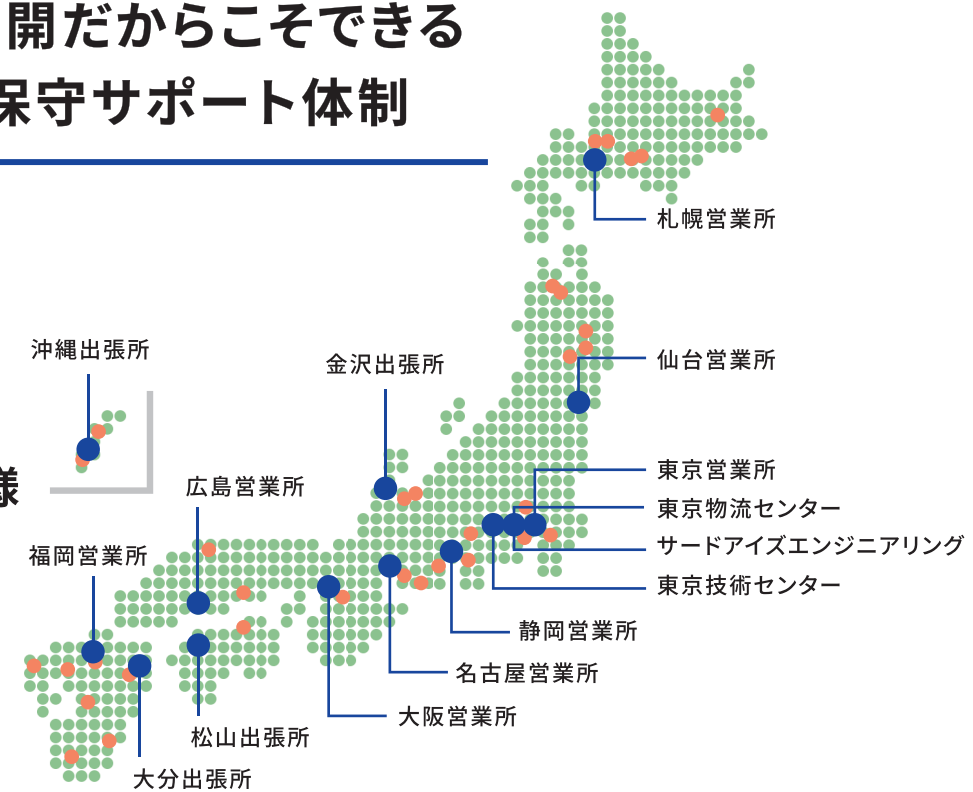 開だからこそできる
保守サポート体制
札幌営業所
沖縄出張所
金沢出張所
仙台営業所
様
広島営業所
東京営業所
東京物流センター
福岡営業所
サードアイズエンジニアリング
東京技術センター
静岡営業所
名古屋営業所
大阪営業所
松山出張所
大分出張所